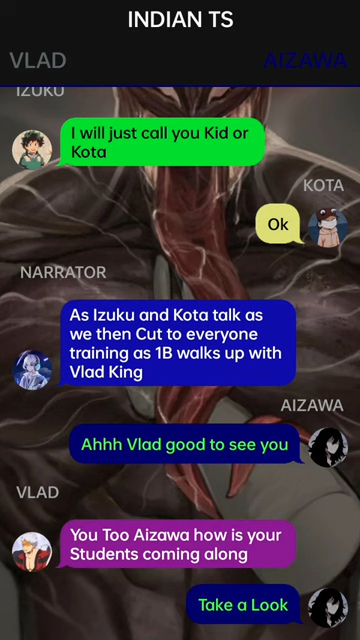 INDIAN TS
VLAD
AIZAWA
IZUKU
I will just call you Kid or
Kota
KOTA
Ok
NARRATOR
As Izuku and Kota talk as
we then Cut to everyone
training as 1B walks up with
Vlad King
AIZAWA
Ahhh Vlad good to see you
VLAD
You Too Aizawa how is your
Students coming along
Take a Look